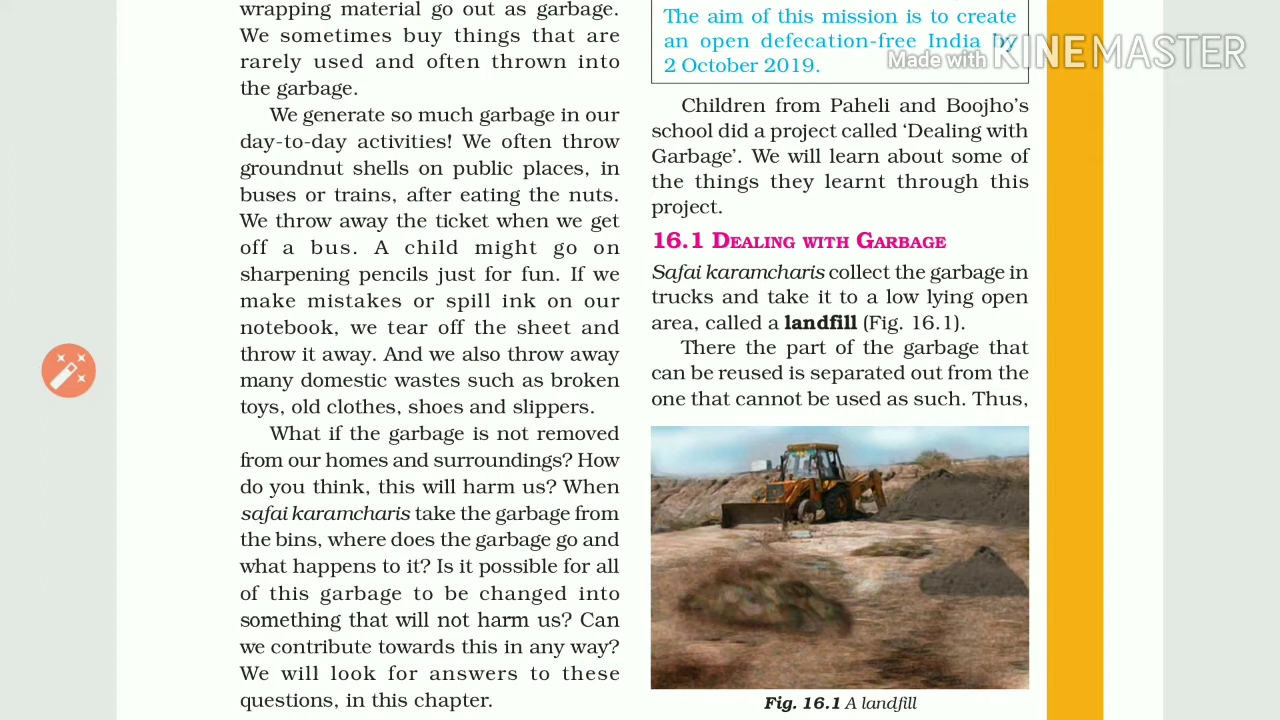 wrapping material go out as garbage.
We sometimes buy things that are
rarely used and often thrown into
the garbage.
We generate so much garbage in our
day-to-day activities! We often throw
groundnut shells on public places, in
buses or trains, after eating the nuts.
We throw away the ticket when we get
off a bus. A child might go on
sharpening pencils just for fun. If we
make mistakes or spill ink on our
notebook, we tear off the sheet and
throw it away. And we also throw away
many domestic wastes such as broken
toys, old clothes, shoes and slippers.
What if the garbage is not removed
from our homes and surroundings? How
do you think, this will harm us? When
safai karamcharis take the garbage from
the bins, where does the garbage go and
what happens to it? Is it possible for all
of this garbage to be changed into
something that will not harm us? Can
we contribute towards this in any way?
We will look for answers to these
questions, in this chapter.
The aim of this mission is to create
an open defecation-free India by
2 October 2019.
Made with KINEMASTER
Children from Paheli and Boojho's
school did a project called 'Dealing with
Garbage'. We will learn about some of
the things they learnt through this
project.
16.1 DEALING WITH GARBAGE
Safai karamcharis collect the garbage in
trucks and take it to a low lying open
area, called a landfill (Fig. 16.1).
There the part of the garbage that
can be reused is separated out from the
one that cannot be used as such. Thus,
Fig. 16.1 A landfill